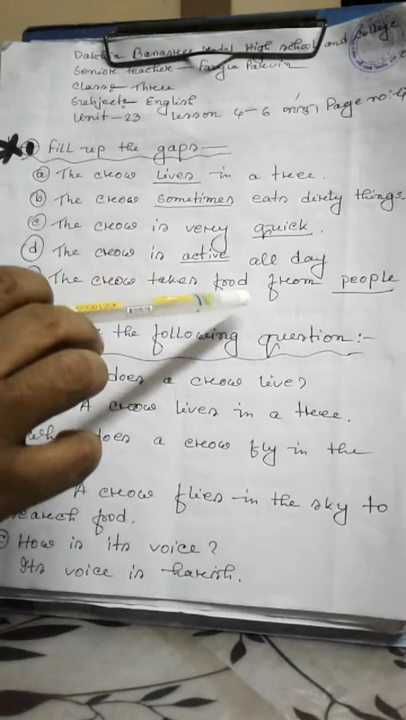 Dakshin Banasree Model High school and college
Senior teacher — Parvin
Class — Three
Subject: English
Unit - 23 Lesson 4-6 বাংলা Page no:-
Fill up the gaps —
(a) The crow lives in a tree.
(b) The crow sometimes eats dirty things
(c) The crow is very quick.
(d) The crow is active all day
The crow takes food from people
the following question:-
does a crow live?
A crow lives in a tree.
does a crow fly in the
A crow flies in the sky to
search food.
How is its voice?
Its voice is harsh.